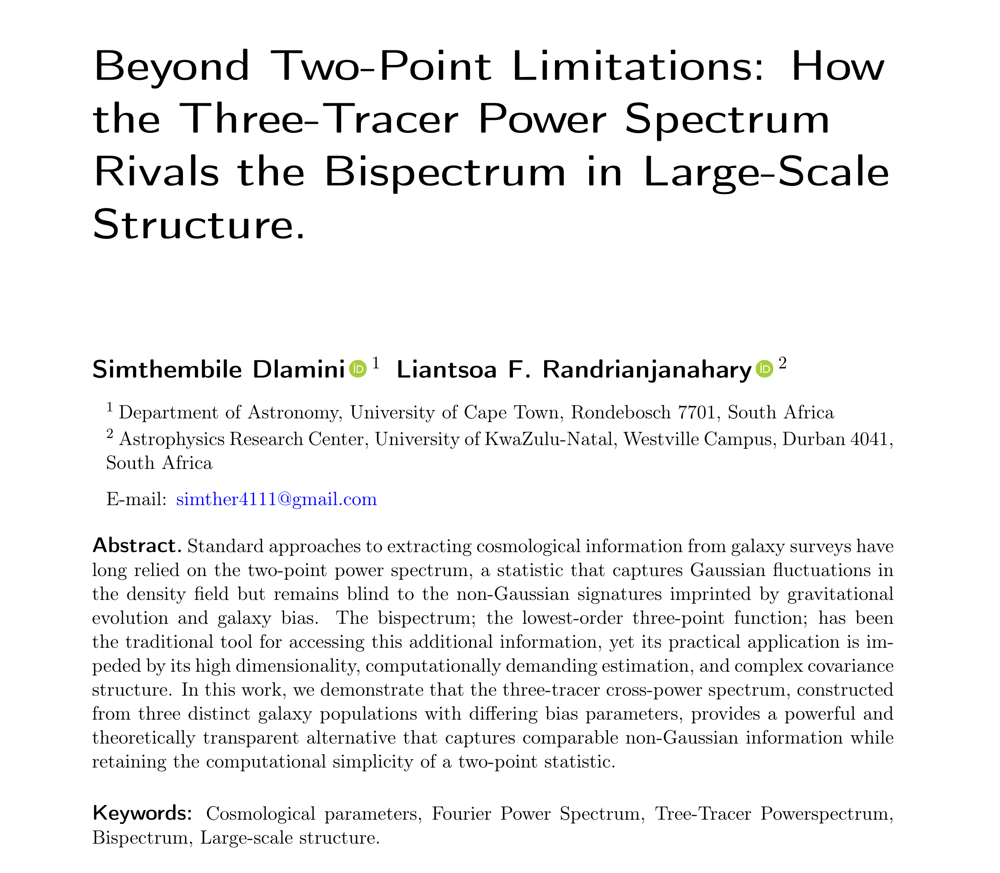 Beyond Two-Point Limitations: How
the Three-Tracer Power Spectrum
Rivals the Bispectrum in Large-Scale
Structure.
Simthembile Dlamini iD 1 Liantsoa F. Randrianjanahary iD 2
1 Department of Astronomy, University of Cape Town, Rondebosch 7701, South Africa
2 Astrophysics Research Center, University of KwaZulu-Natal, Westville Campus, Durban 4041,
South Africa
E-mail: simther4111@gmail.com
Abstract. Standard approaches to extracting cosmological information from galaxy surveys have
long relied on the two-point power spectrum, a statistic that captures Gaussian fluctuations in
the density field but remains blind to the non-Gaussian signatures imprinted by gravitational
evolution and galaxy bias. The bispectrum; the lowest-order three-point function; has been
the traditional tool for accessing this additional information, yet its practical application is im-
peded by its high dimensionality, computationally demanding estimation, and complex covariance
structure. In this work, we demonstrate that the three-tracer cross-power spectrum, constructed
from three distinct galaxy populations with differing bias parameters, provides a powerful and
theoretically transparent alternative that captures comparable non-Gaussian information while
retaining the computational simplicity of a two-point statistic.
Keywords: Cosmological parameters, Fourier Power Spectrum, Tree-Tracer Powerspectrum,
Bispectrum, Large-scale structure.